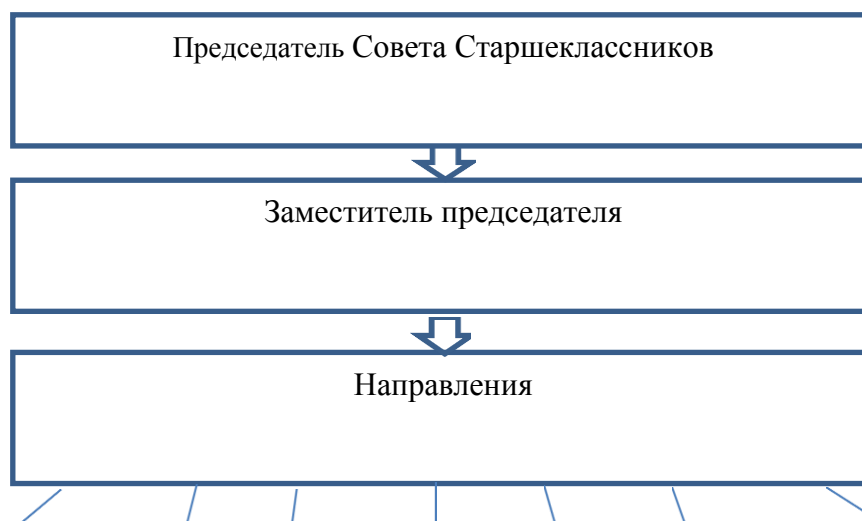 Председатель Совета Старшеклассников
Заместитель председателя
Направления